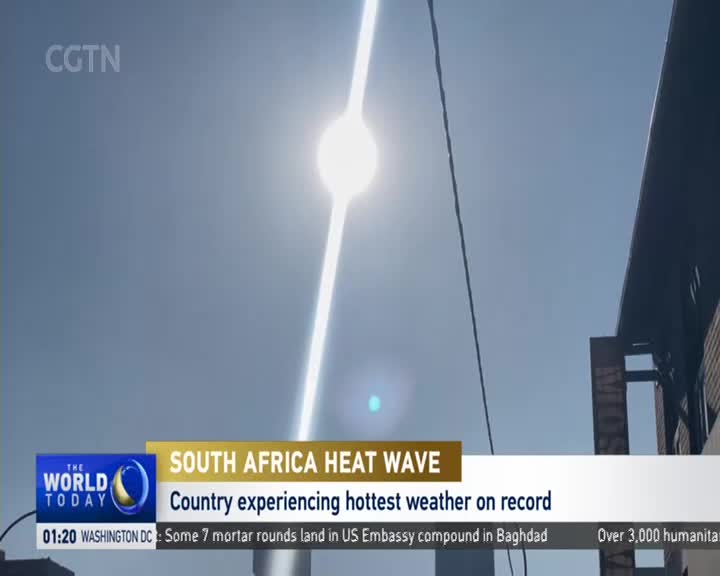 CGTN
MOS
SOUTH AFRICA HEAT WAVE
THE
WORLD
TODAY
Country experiencing hottest weather on record
01:20 WASHINGTON DC
: Some 7 mortar rounds land in US Embassy compound in Baghdad Over 3,000 humanita